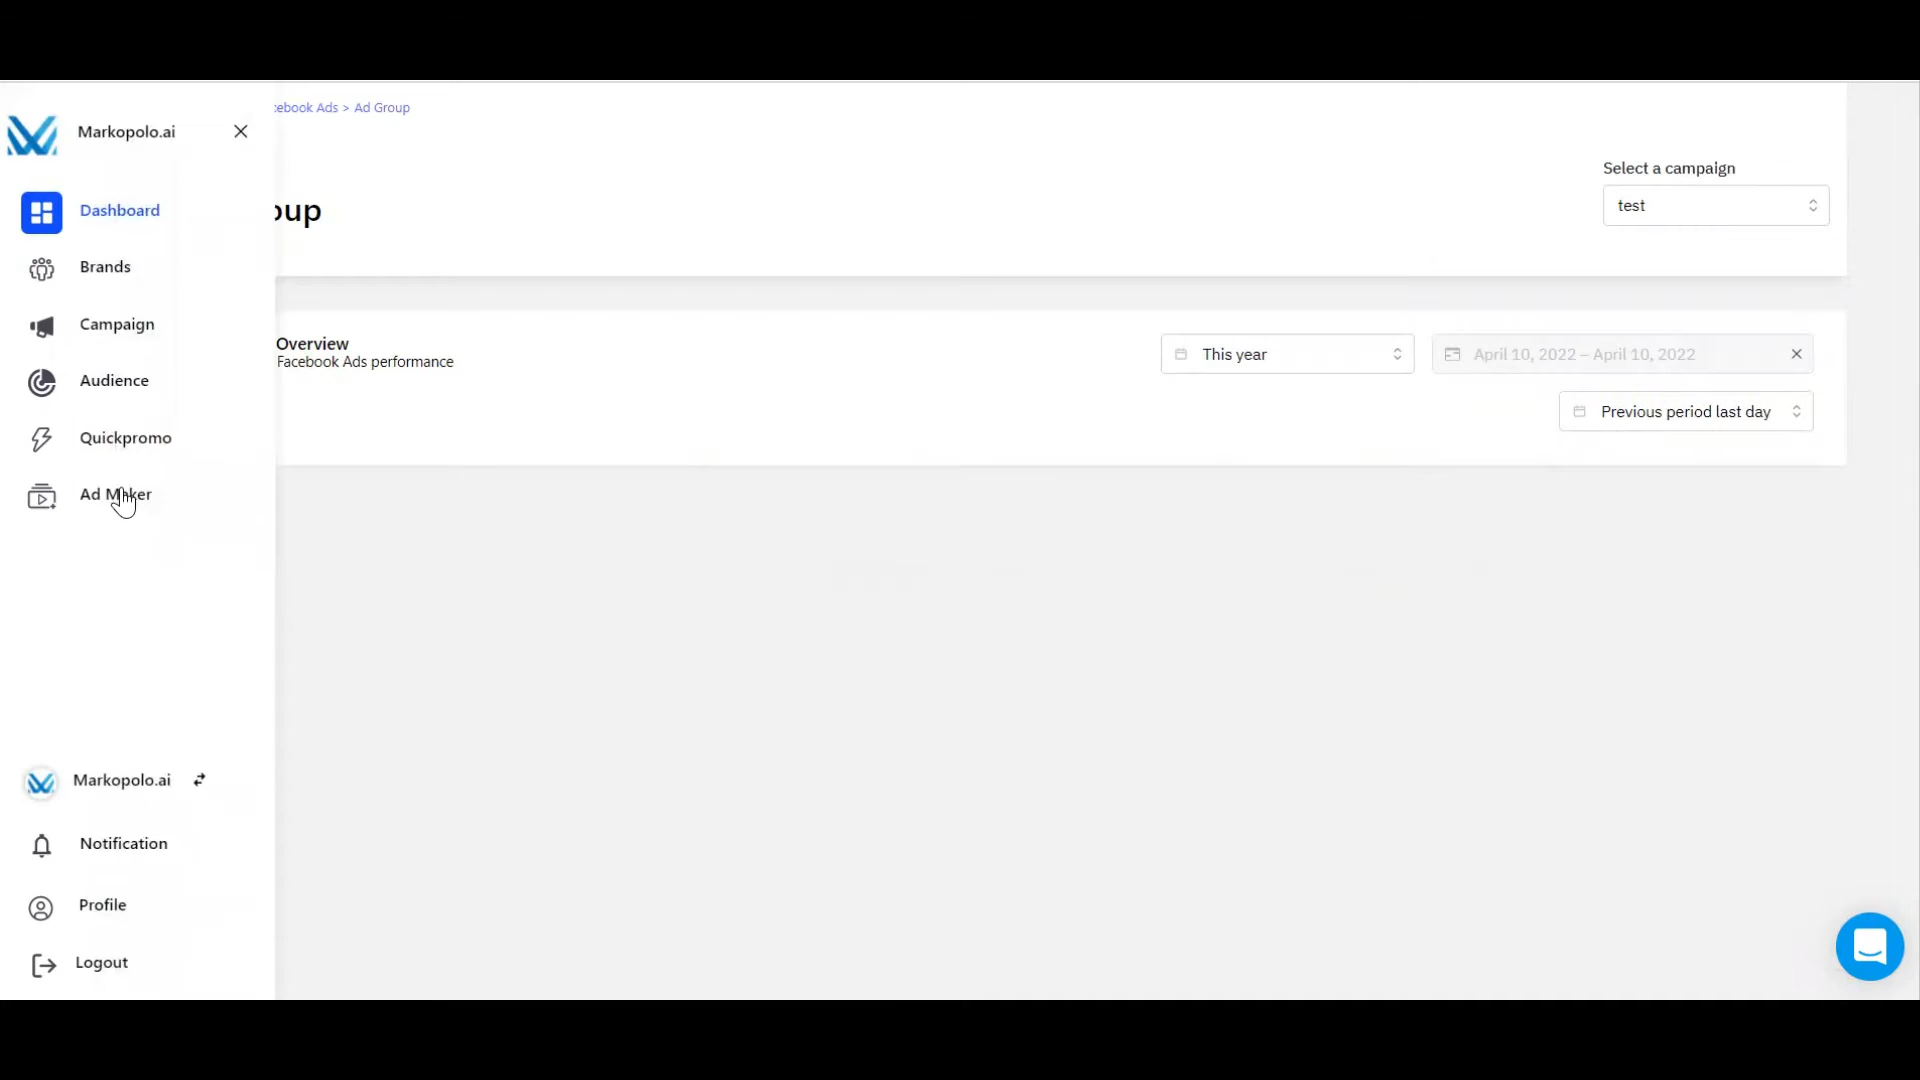 cebook Ads > Ad Group
Markopolo.ai
Select a campaign
test
oup
Dashboard
Brands
Campaign
Audience
Quickpromo
Ad Maker
Overview
Facebook Ads performance
This year
April 10, 2022 – April 10, 2022
Previous period last day
Markopolo.ai
Notification
Profile
Logout